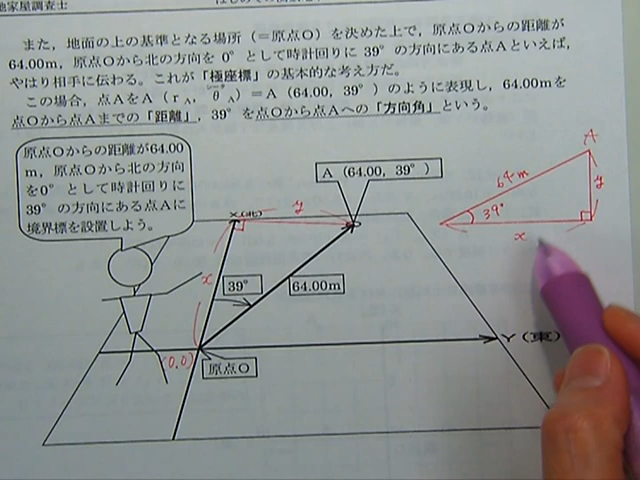 地家屋調査士
また，地面の上の基準となる場所（＝原点Ｏ）を決めた上で，原点Ｏからの距離が
64.00m，原点Ｏから北の方向を 0°として時計回りに 39°の方向にある点Ａといえば，
やはり相手に伝わる。これが「極座標」の基本的な考え方だ。
この場合，点ＡをＡ（ｒA，θA）＝Ａ（64.00，39°）のように表現し，64.00mを
シータ
点Ｏから点Ａまでの「距離」，39°を点Ｏから点Ａへの「方向角」という。
原点Ｏからの距離が64.00
m，原点Ｏから北の方向
を0°として時計回りに
39°の方向にある点Ａに
境界標を設置しよう。
Ａ（64.00，39°）
X（北）
y
x
39°
64.00m
Y（東）
(0,0)
原点Ｏ
A
64m
39°
y
x